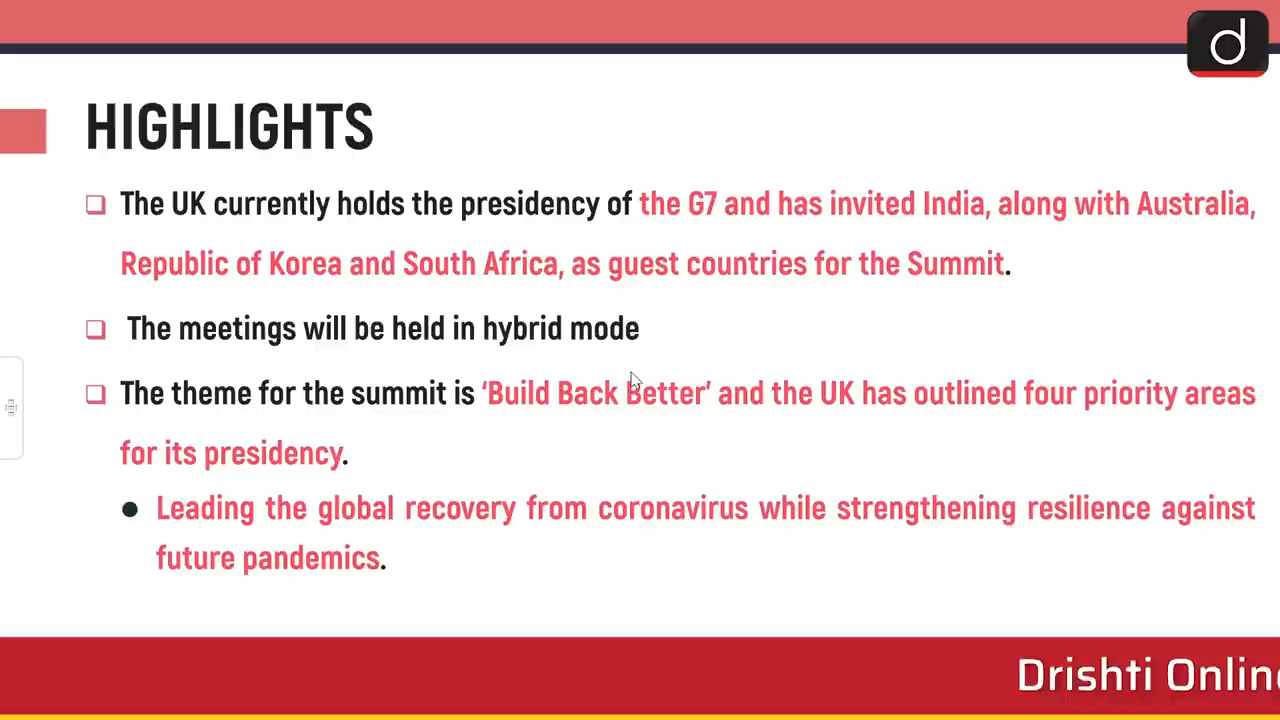 d
HIGHLIGHTS
❑ The UK currently holds the presidency of the G7 and has invited India, along with Australia,
Republic of Korea and South Africa, as guest countries for the Summit.
❑ The meetings will be held in hybrid mode
❑ The theme for the summit is ‘Build Back Better’ and the UK has outlined four priority areas
for its presidency.
● Leading the global recovery from coronavirus while strengthening resilience against
future pandemics.
Drishti Online